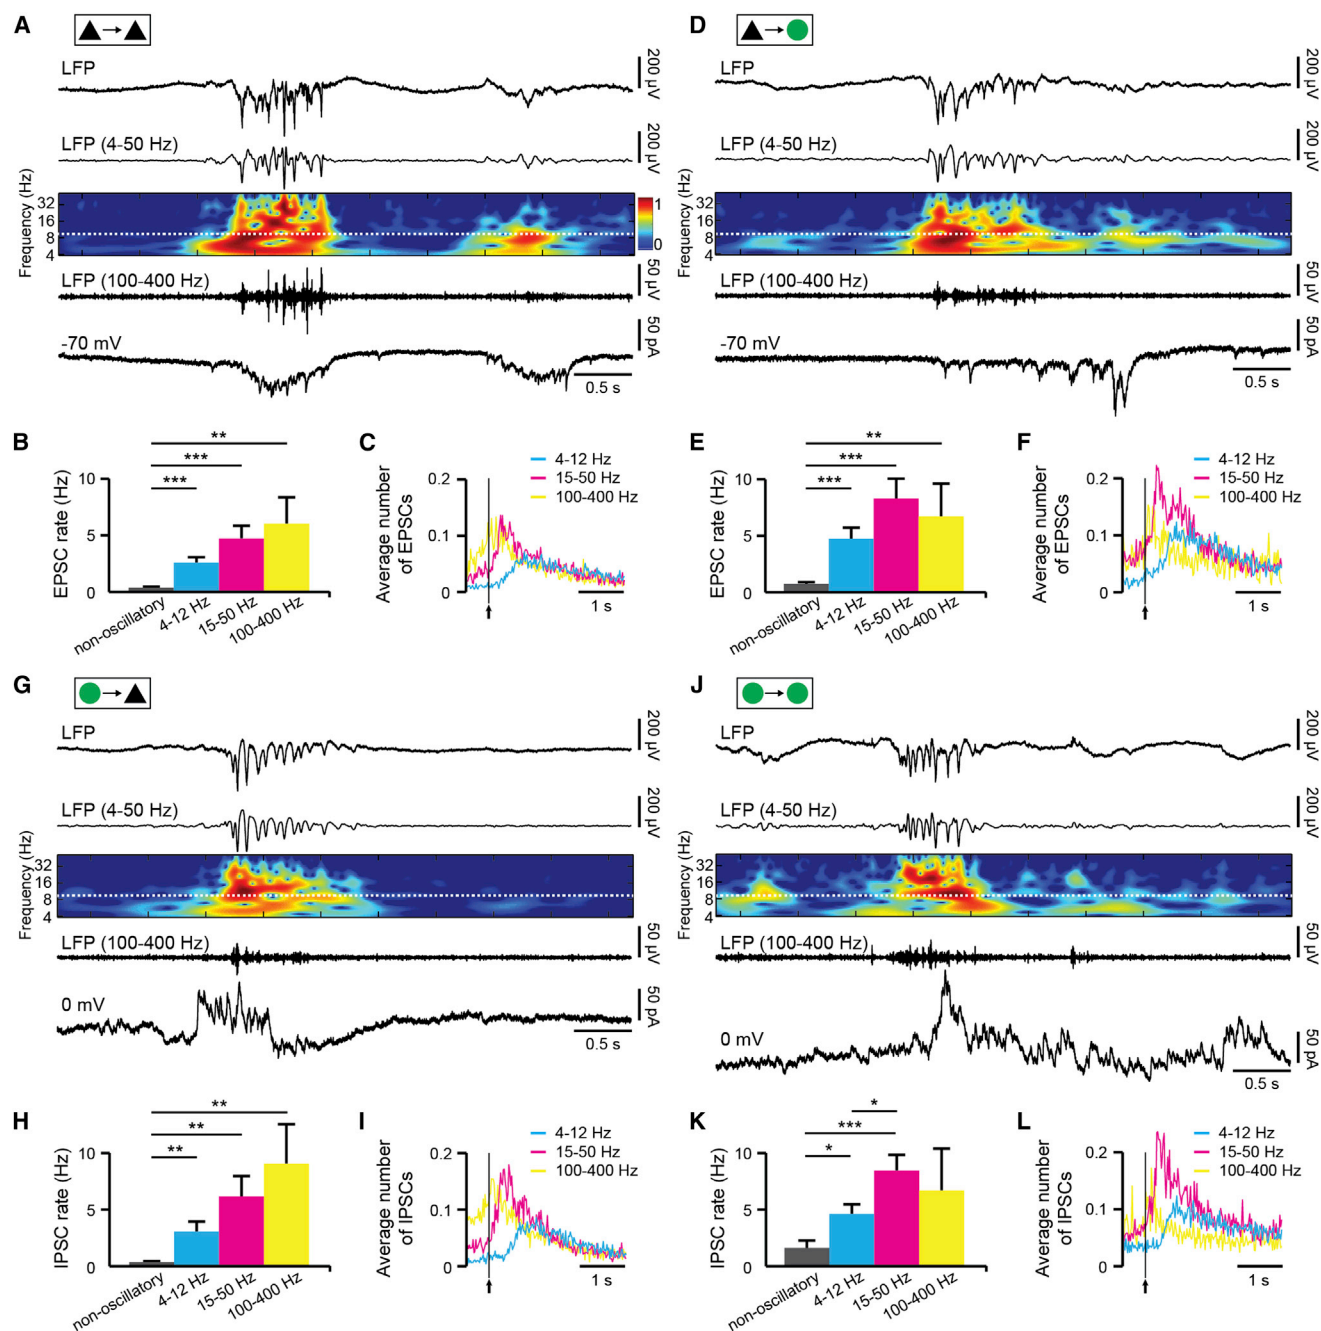 A
LFP
200 µV
LFP (4-50 Hz)
200 µV
Frequency (Hz)
32
16
8
4
1
0
LFP (100-400 Hz)
50 µV
-70 mV
50 pA
0.5 s
D
LFP
200 µV
LFP (4-50 Hz)
200 µV
Frequency (Hz)
32
16
8
4
LFP (100-400 Hz)
50 µV
-70 mV
50 pA
0.5 s
B
EPSC rate (Hz)
10
5
0
**
***
***
non-oscillatory
4-12 Hz
15-50 Hz
100-400 Hz
C
Average number
of EPSCs
0.2
0.1
0
4-12 Hz
15-50 Hz
100-400 Hz
1 s
E
EPSC rate (Hz)
10
5
0
**
***
***
non-oscillatory
4-12 Hz
15-50 Hz
100-400 Hz
F
Average number
of EPSCs
0.2
0.1
0
4-12 Hz
15-50 Hz
100-400 Hz
1 s
G
LFP
200 µV
LFP (4-50 Hz)
200 µV
Frequency (Hz)
32
16
8
4
LFP (100-400 Hz)
50 µV
0 mV
50 pA
0.5 s
J
LFP
200 µV
LFP (4-50 Hz)
200 µV
Frequency (Hz)
32
16
8
4
LFP (100-400 Hz)
50 µV
0 mV
50 pA
0.5 s
H
IPSC rate (Hz)
10
5
0
**
**
**
non-oscillatory
4-12 Hz
15-50 Hz
100-400 Hz
I
Average number
of IPSCs
0.2
0.1
0
4-12 Hz
15-50 Hz
100-400 Hz
1 s
K
IPSC rate (Hz)
10
5
0
*
***
*
non-oscillatory
4-12 Hz
15-50 Hz
100-400 Hz
L
Average number
of IPSCs
0.2
0.1
0
4-12 Hz
15-50 Hz
100-400 Hz
1 s